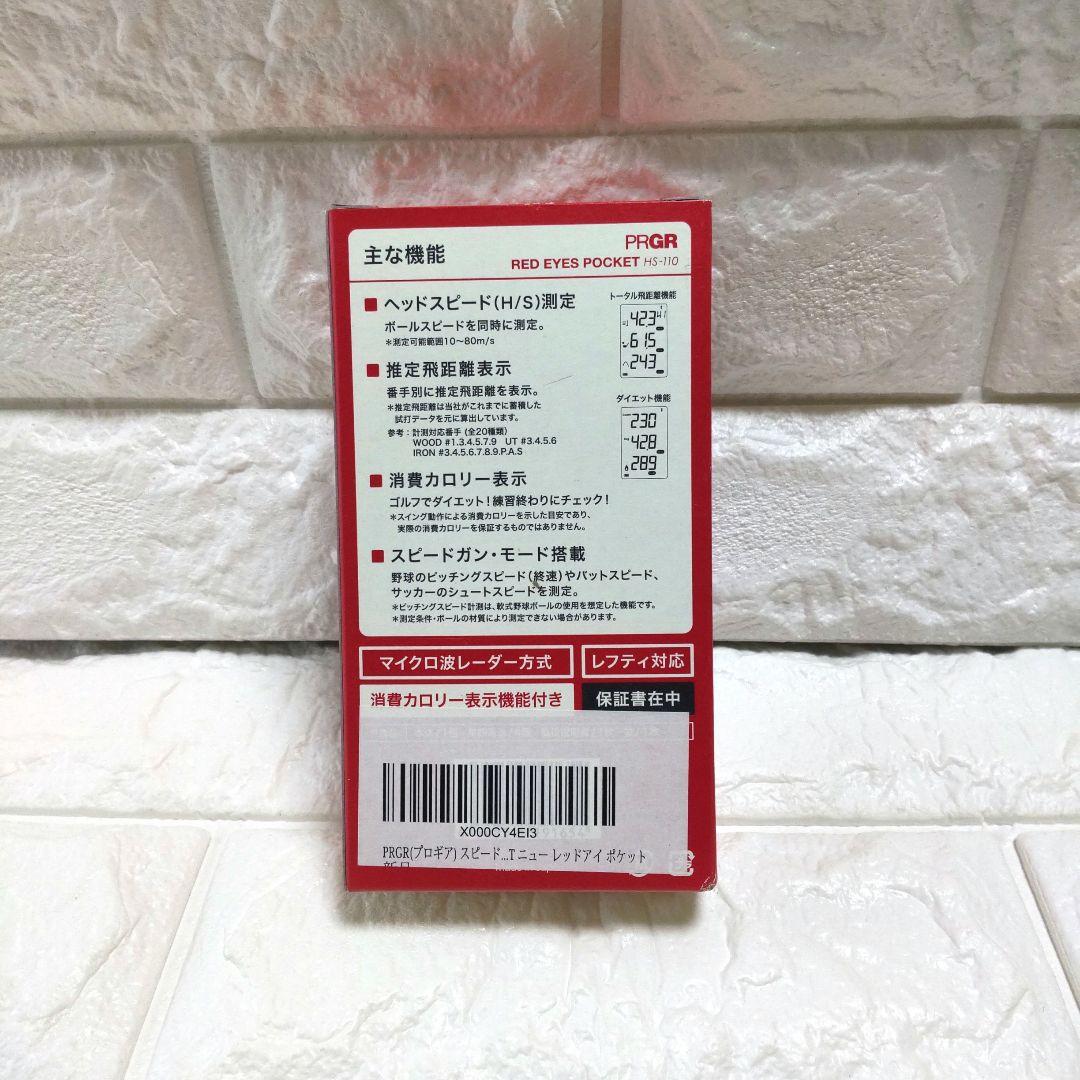 主な機能
PRGR
RED EYES POCKET HS-110
■ ヘッドスピード(H/S)測定
ボールスピードを同時に測定。
*測定可能範囲10~80m/s
■ 推定飛距離表示
番手別に推定飛距離を表示。
*推定飛距離は当社がこれまでに蓄積した
試打データを元に算出しています。
参考:計測対応番手 (全20種類)
WOOD #1.3.4.5.7.9 UT #3.4.5.6
IRON #3.4.5.6.7.8.9.P.A.S
■ 消費カロリー表示
ゴルフでダイエット!練習終わりにチェック!
*スイング動作による消費カロリーを示した目安であり、
実際の消費カロリーを保証するものではありません。
■ スピードガン・モード搭載
野球のピッチングスピード(終速)やバットスピード、
サッカーのシュートスピードを測定。
*ピッチングスピード計測は、軟式野球ボールの使用を想定した機能です。
*測定条件・ボールの材質により測定できない場合があります。
トータル飛距離機能
42.3
61.5
243
ダイエット機能
230
428
289
マイクロ波レーダー方式
レフティ対応
消費カロリー表示機能付き
保証書在中
X000CY4EI3
PRGR(プロギア) スピード...T ニュー レッドアイ ポケット